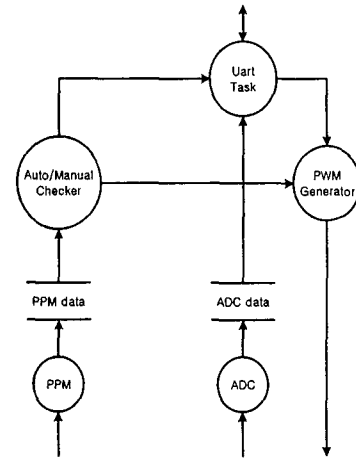 Uart
Task
Auto/Manual
Checker
PWM
Generator
PPM data
ADC data
PPM
ADC